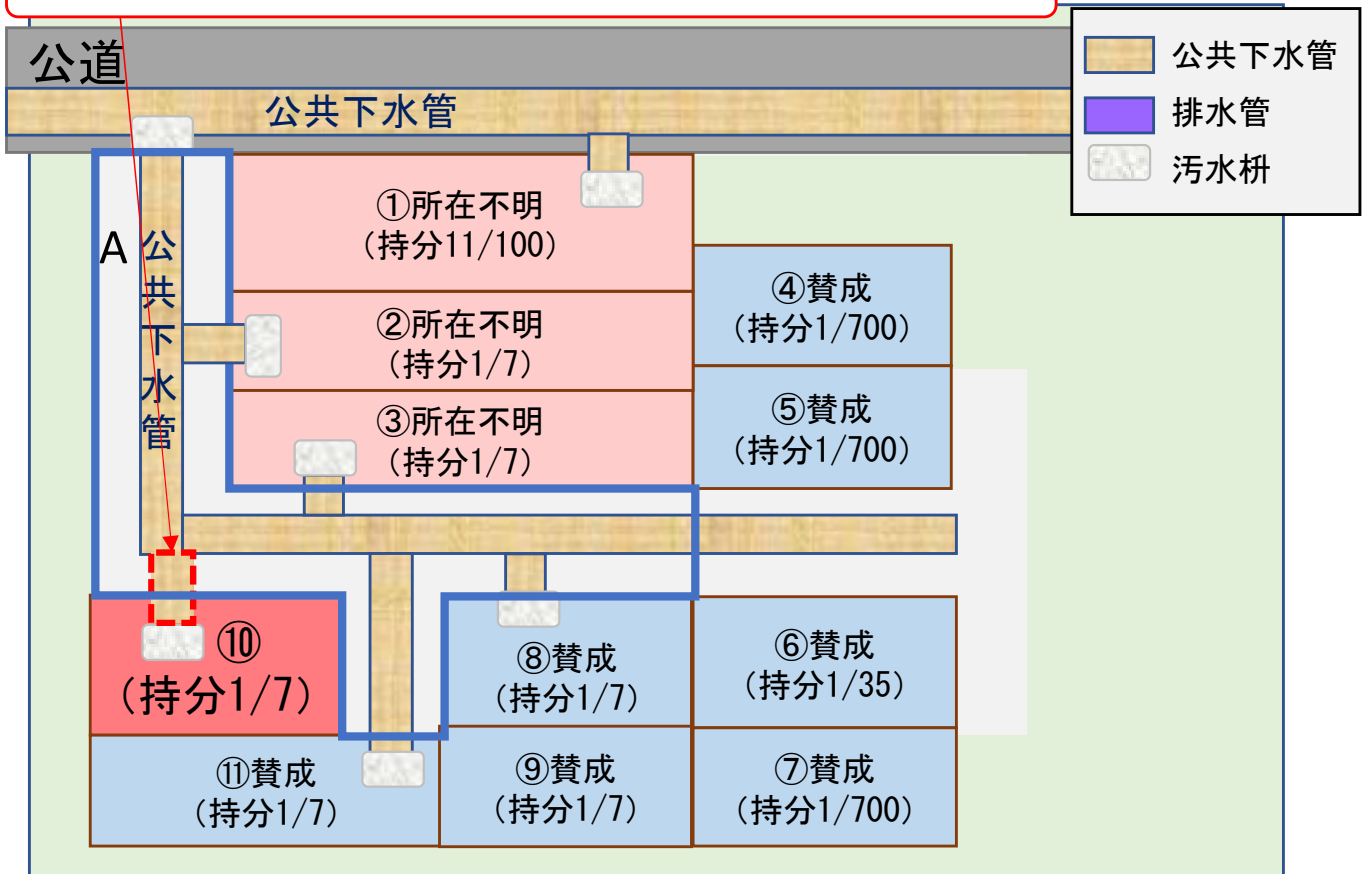 公道
公共下水管
公共下水管
排水管
汚水枡
①所在不明
(持分11/100)
A
公共下水管
②所在不明
(持分1/7)
③所在不明
(持分1/7)
④賛成
(持分1/700)
⑤賛成
(持分1/700)
⑩
(持分1/7)
⑧賛成
(持分1/7)
⑥賛成
(持分1/35)
⑪賛成
(持分1/7)
⑨賛成
(持分1/7)
⑦賛成
(持分1/700)